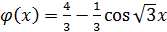 φ(x) = 4/3 − 1/3 cos √3x